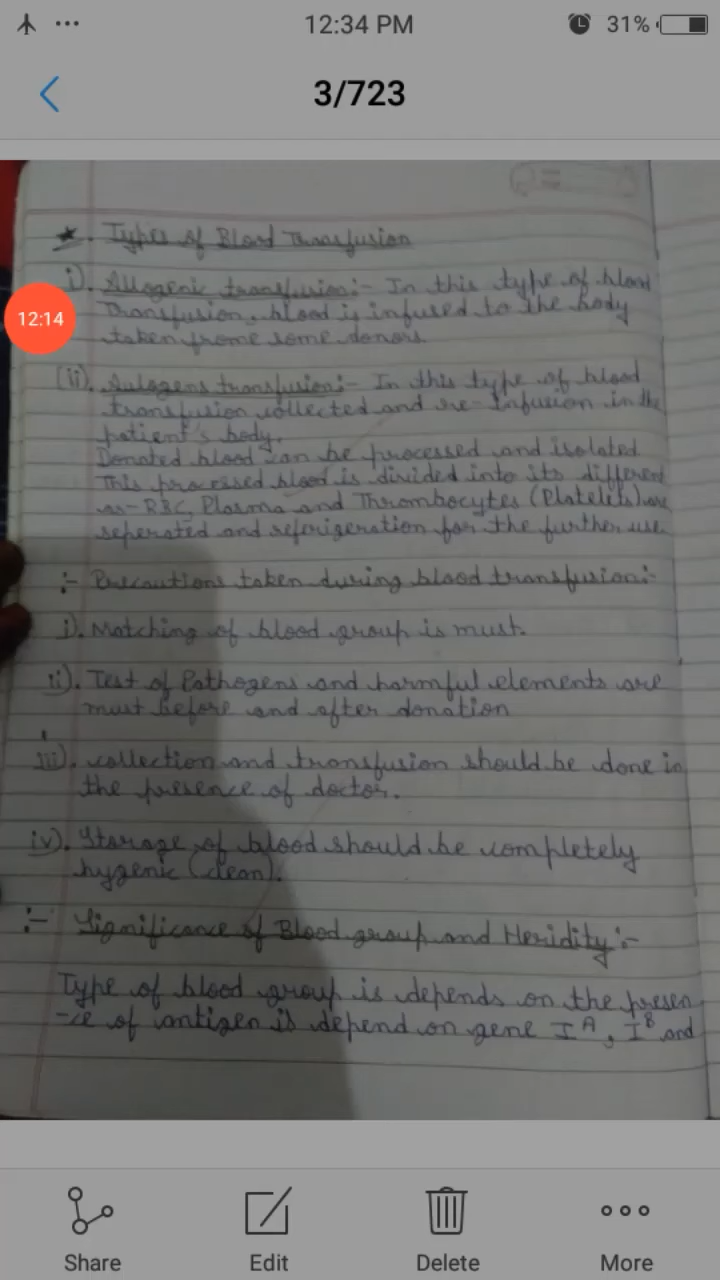 12:34 PM
31%
3/723
★. Types of Blood Transfusion
i). Allogenic transfusion:- In this type of blood
12:14
Transfusion, blood is infused to the body
taken frome some donors.
(ii). Autogens transfusion:- In this type of blood
transfusion collected and re-Infusion in the
patient's body.
Donated blood can be processed and isolated.
This processed blood is divided into its different
as-RBC, Plasma and Thrombocytes (Platelets) are
seperated and referigeration for the further use.
:- Precautions taken during blood transfusion:-
i). Matching of blood group is must.
ii). Test of Pathogens and harmful elements are
must before and after donation
iii). collection and transfusion should be done in
the presence of doctor.
iv). Storage of blood should be completely
hygenic (clean).
:- Significance of Blood group and Heridity:-
Type of blood group is depends on the presen
-ce of antigen is depend on gene I^A, I^B and
Share
Edit
Delete
More